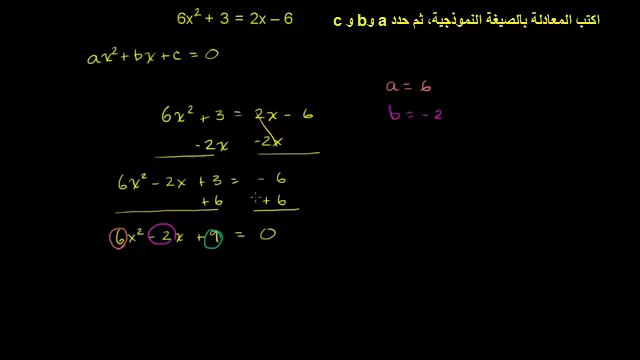 6x² + 3 = 2x – 6 اكتب المعادلة بالصيغة النموذجية، ثم حدد a وb و c
ax² + bx + c = 0
a = 6
6x² + 3 = 2x - 6
b = -2
-2x -2x
6x² - 2x + 3 = - 6
+ 6 + 6
6x² - 2x + 9 = 0